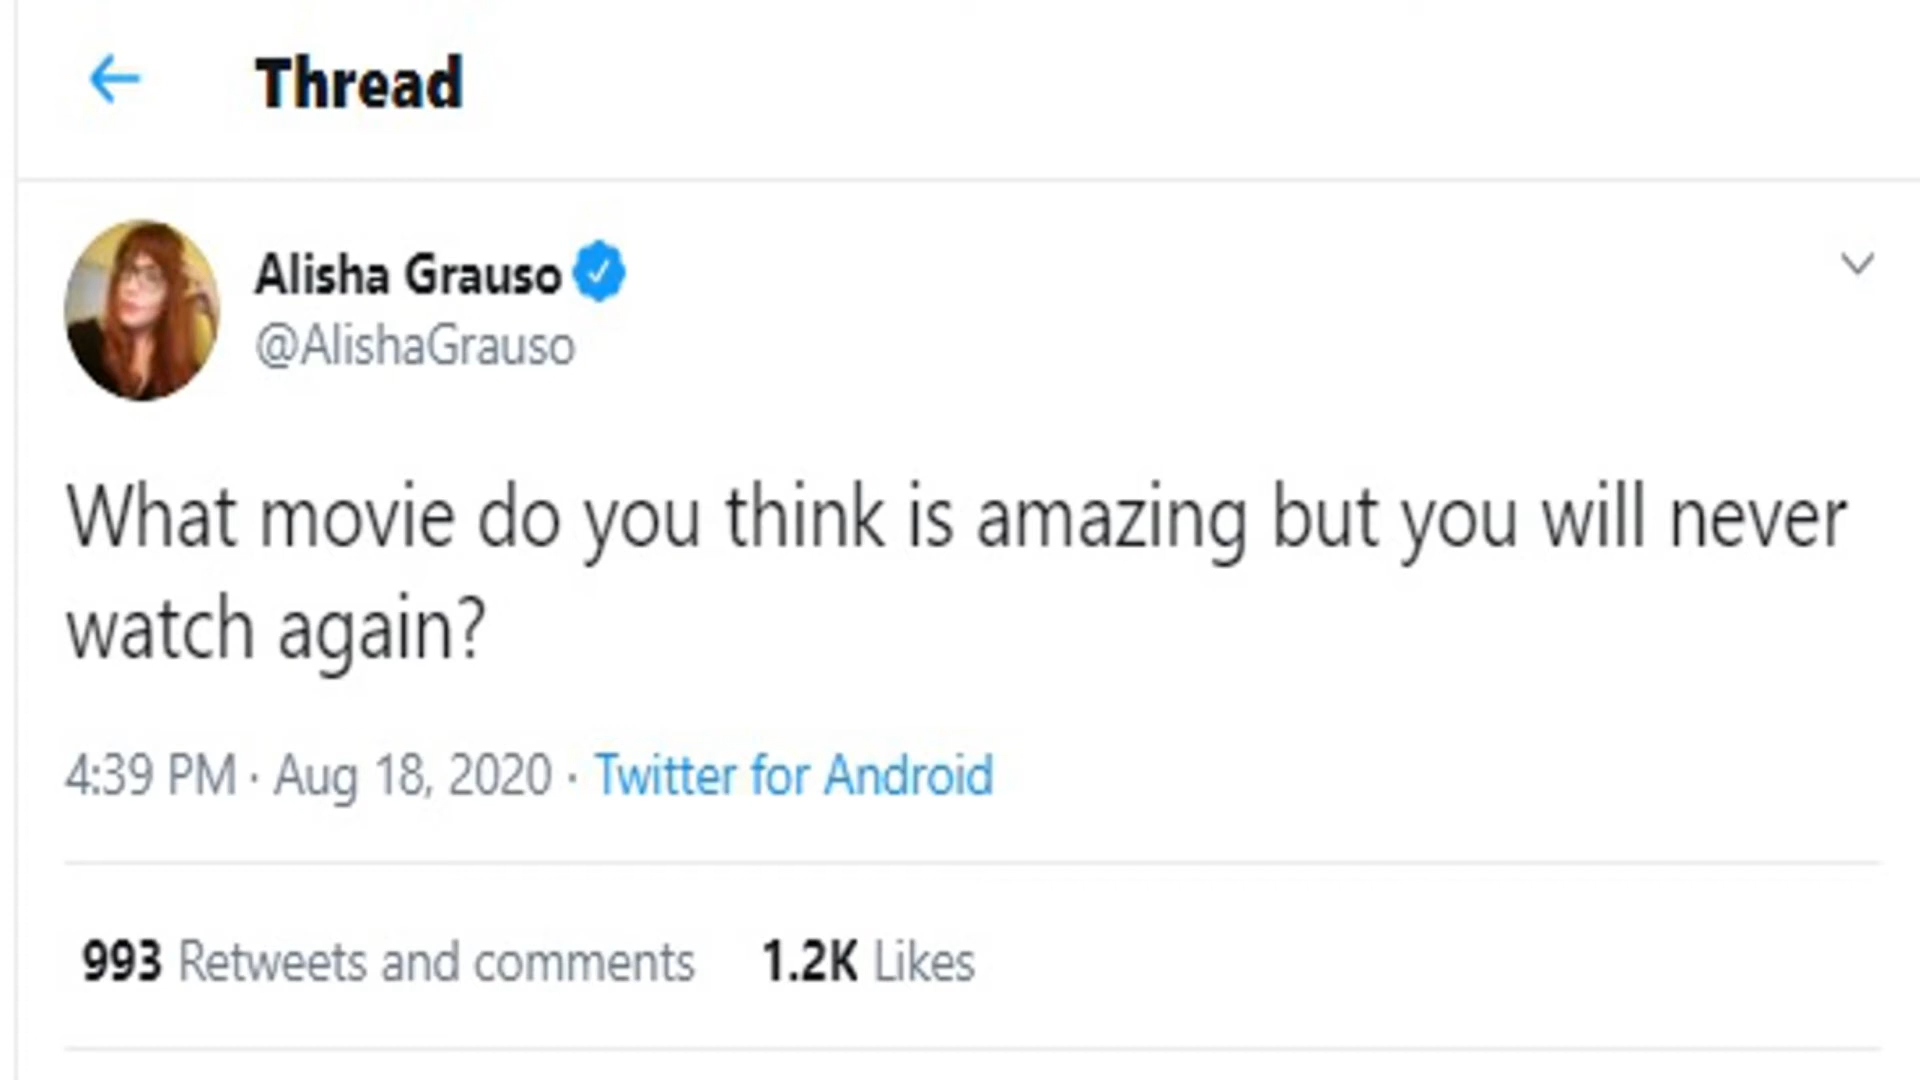 Thread
Alisha Grauso
@AlishaGrauso
What movie do you think is amazing but you will never
watch again?
4:39 PM · Aug 18, 2020 · Twitter for Android
993 Retweets and comments 1.2K Likes